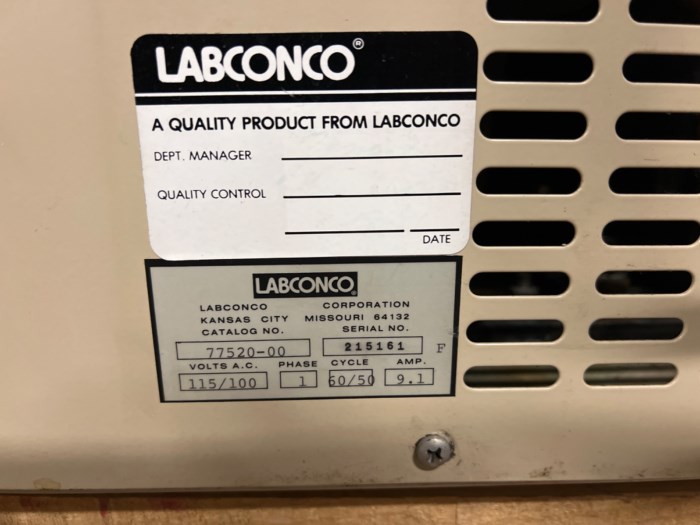 LABCONCO®
A QUALITY PRODUCT FROM LABCONCO
DEPT. MANAGER
QUALITY CONTROL
DATE
LABCONCO®
LABCONCO CORPORATION
KANSAS CITY MISSOURI 64132
CATALOG NO. SERIAL NO.
77520-00 215161 F
VOLTS A.C. PHASE CYCLE AMP.
115/100 1 60/50 9.1